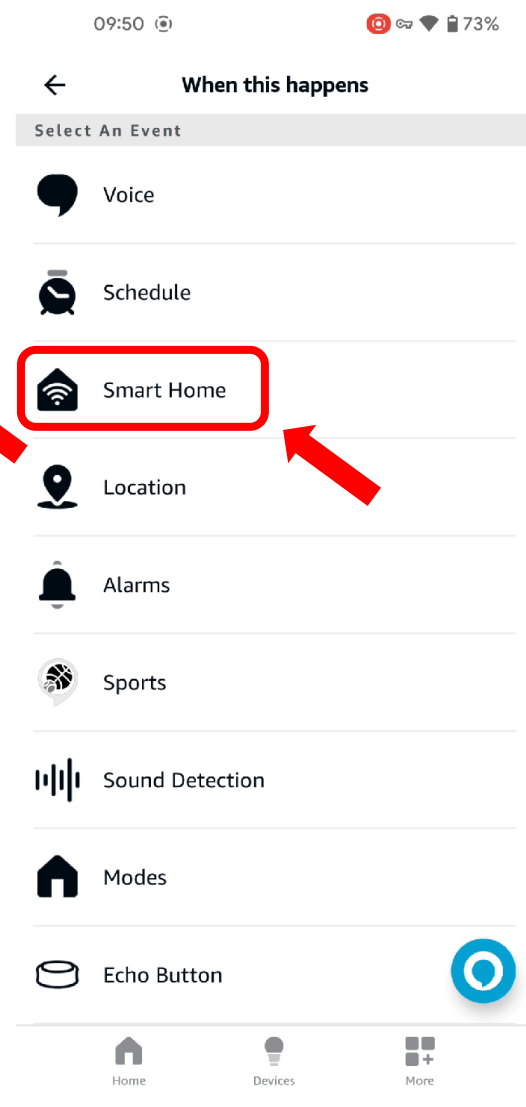 09:50 73%
When this happens
Select An Event
Voice
Schedule
Smart Home
Location
Alarms
Sports
Sound Detection
Modes
Echo Button
Home Devices More